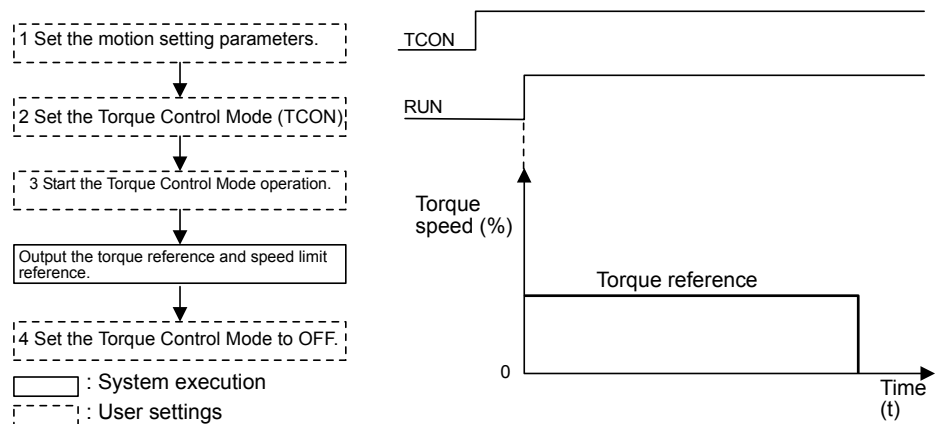 1 Set the motion setting parameters.
2 Set the Torque Control Mode (TCON)
3 Start the Torque Control Mode operation.
Output the torque reference and speed limit
reference.
4 Set the Torque Control Mode to OFF.
: System execution
: User settings
TCON
RUN
Torque
speed (%)
Torque reference
0
Time
(t)